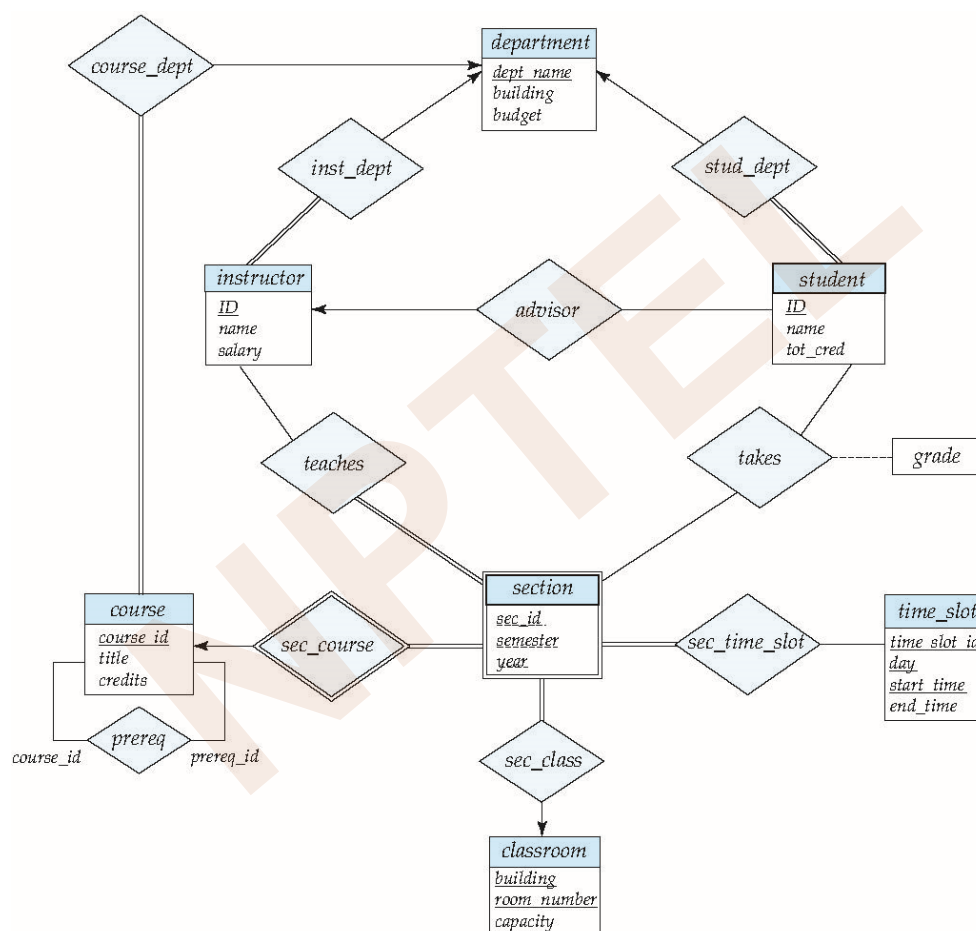 department
course_dept
dept_name
building
budget
inst_dept
stud_dept
instructor
ID
name
salary
advisor
student
ID
name
tot_cred
teaches
takes
grade
section
sec_id
semester
year
course
course_id
title
credits
sec_course
sec_time_slot
time_slot
time_slot_id
day
start_time
end_time
prereq
course_id
prereq_id
sec_class
classroom
building
room_number
capacity
NPTEL